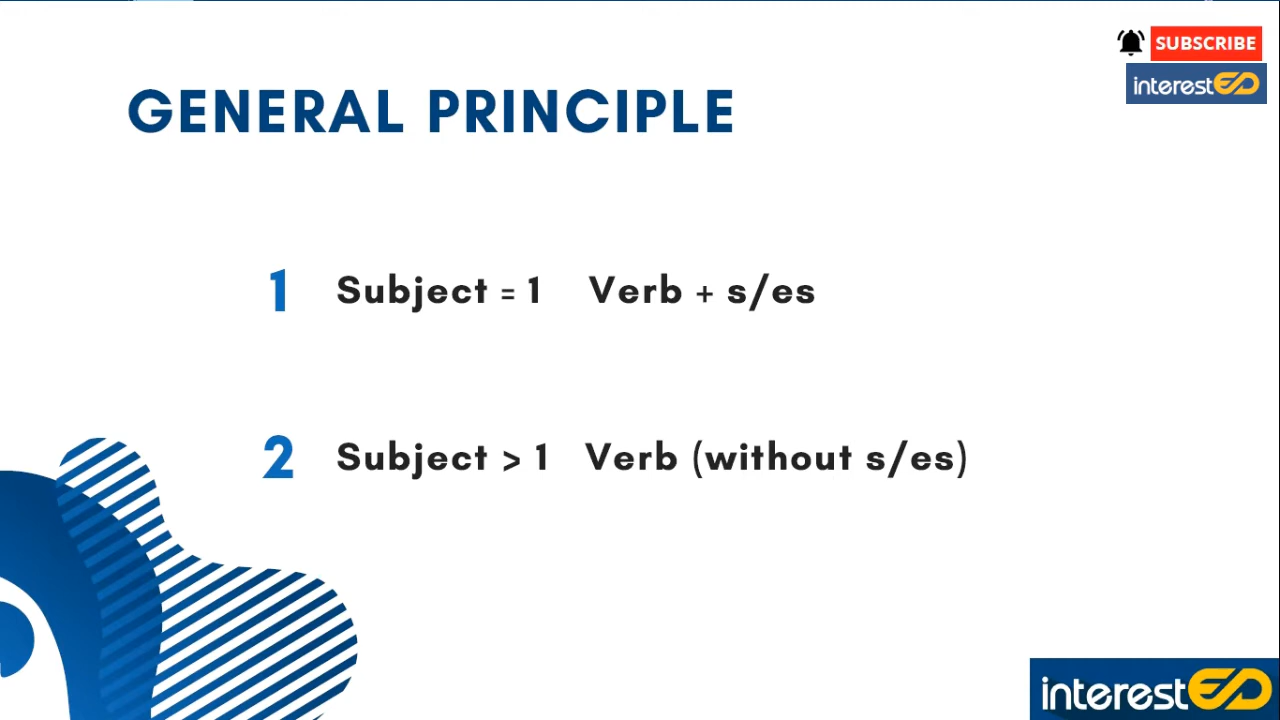 SUBSCRIBE
interestED
GENERAL PRINCIPLE
1 Subject = 1 Verb + s/es
2 Subject > 1 Verb (without s/es)
interestED